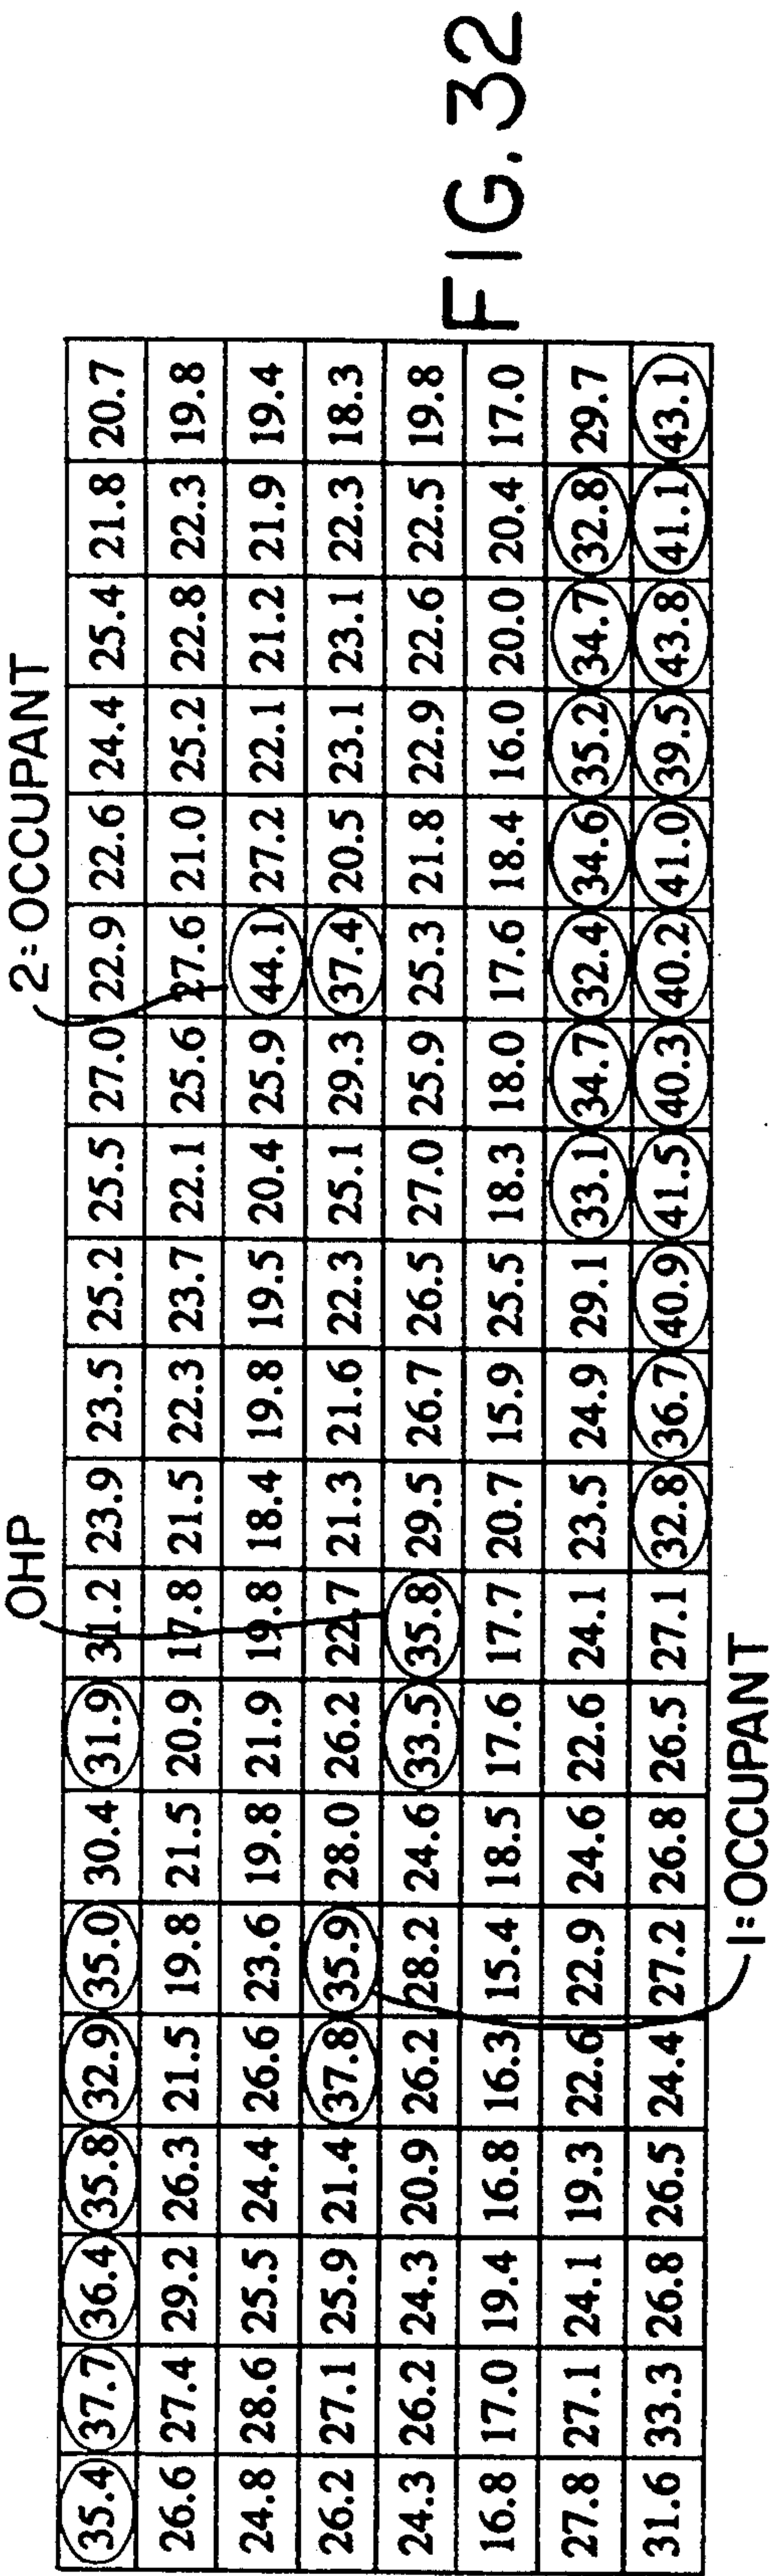 OHP 2:OCCUPANT
35.4 37.7 36.4 35.8 32.9 35.0 30.4 31.9 31.2 23.9 23.5 25.2 25.5 27.0 22.9 22.6 24.4 25.4 21.8 20.7
26.6 27.4 29.2 26.3 21.5 19.8 21.5 20.9 17.8 21.5 22.3 23.7 22.1 25.6 27.6 21.0 25.2 22.8 22.3 19.8
24.8 28.6 25.5 24.4 26.6 23.6 19.8 21.9 19.8 18.4 19.8 19.5 20.4 25.9 44.1 27.2 22.1 21.2 21.9 19.4
26.2 27.1 25.9 21.4 37.8 35.9 28.0 26.2 22.7 21.3 21.6 22.3 25.1 29.3 37.4 20.5 23.1 23.1 22.3 18.3
24.3 26.2 24.3 20.9 26.2 28.2 24.6 33.5 35.8 29.5 26.7 26.5 27.0 25.9 25.3 21.8 22.9 22.6 22.5 19.8
16.8 17.0 19.4 16.8 16.3 15.4 18.5 17.6 17.7 20.7 15.9 25.5 18.3 18.0 17.6 18.4 16.0 20.0 20.4 17.0
27.8 27.1 24.1 19.3 22.6 22.9 24.6 22.6 24.1 23.5 24.9 29.1 33.1 34.7 32.4 34.6 35.2 34.7 32.8 29.7
31.6 33.3 26.8 26.5 24.4 27.2 26.8 26.5 27.1 32.8 36.7 40.9 41.5 40.3 40.2 41.0 39.5 43.8 41.1 43.1
1:OCCUPANT
FIG. 32